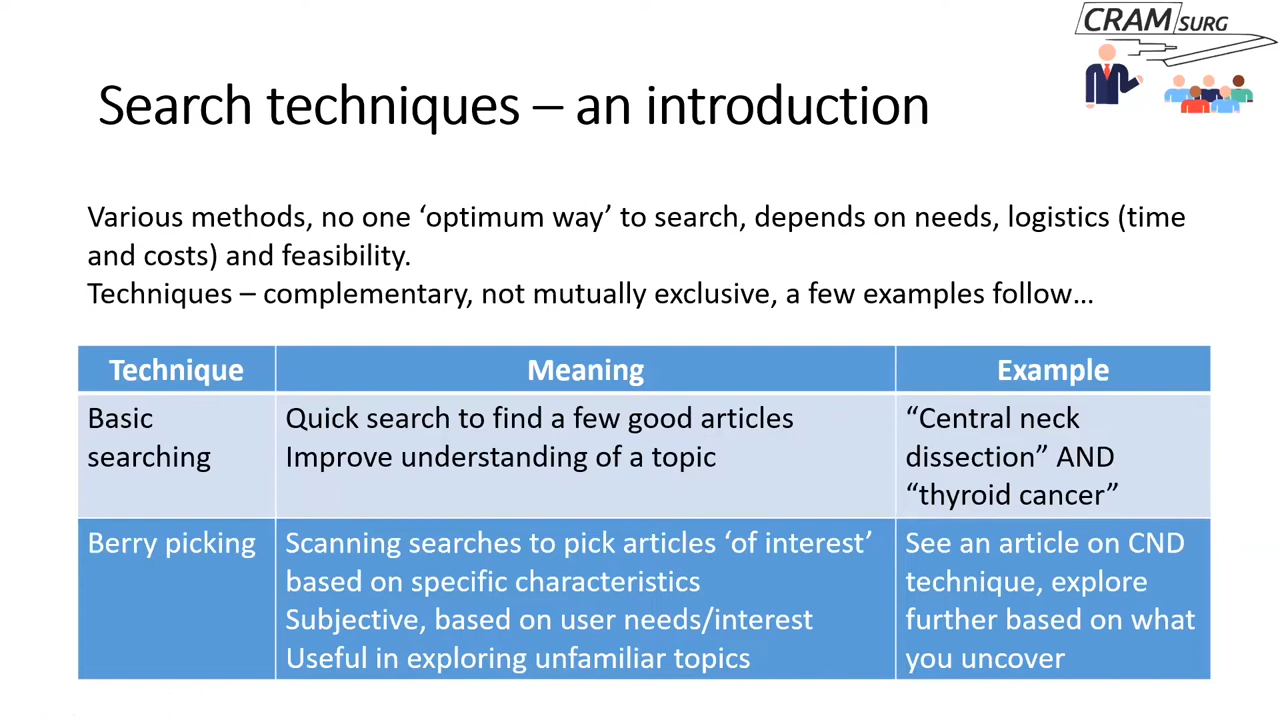 CRAM SURG
Search techniques – an introduction
Various methods, no one ‘optimum way’ to search, depends on needs, logistics (time
and costs) and feasibility.
Techniques – complementary, not mutually exclusive, a few examples follow…
Technique
Meaning
Example
Basic
searching
Quick search to find a few good articles
Improve understanding of a topic
“Central neck
dissection” AND
“thyroid cancer”
Berry picking
Scanning searches to pick articles ‘of interest’
based on specific characteristics
Subjective, based on user needs/interest
Useful in exploring unfamiliar topics
See an article on CND
technique, explore
further based on what
you uncover